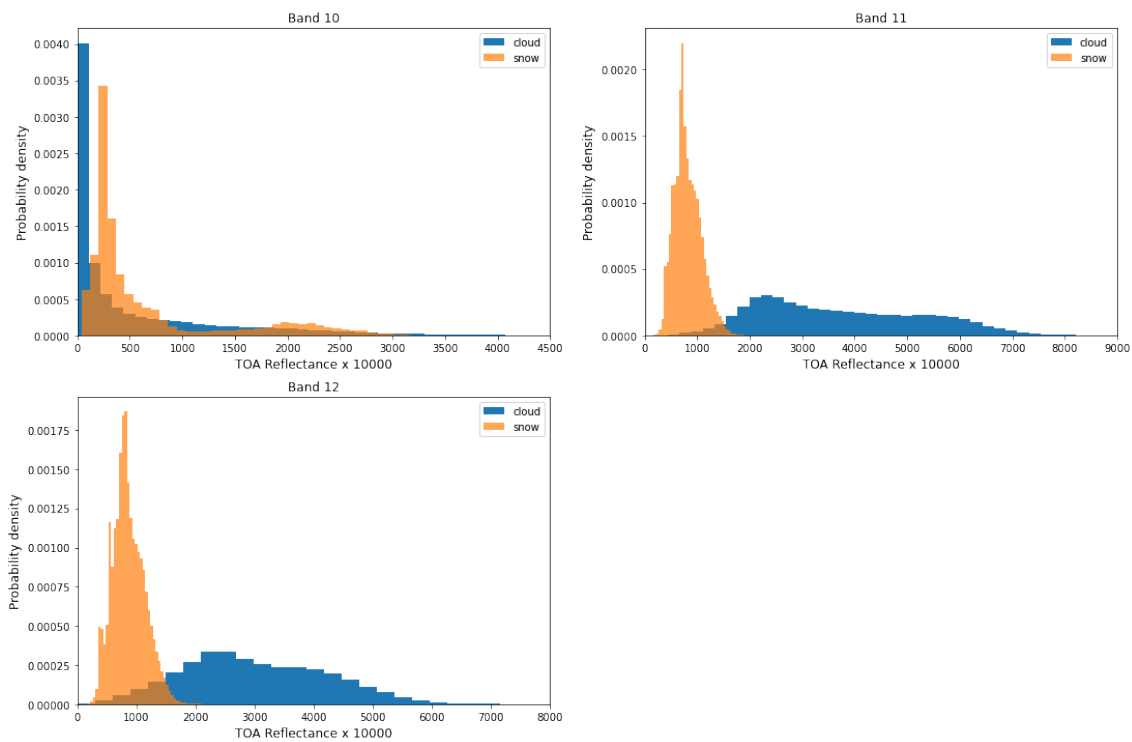 Band 10
cloud
snow
Probability density
0.0040
0.0035
0.0030
0.0025
0.0020
0.0015
0.0010
0.0005
0.0000
0 500 1000 1500 2000 2500 3000 3500 4000 4500
TOA Reflectance x 10000
Band 11
cloud
snow
Probability density
0.0020
0.0015
0.0010
0.0005
0.0000
0 1000 2000 3000 4000 5000 6000 7000 8000 9000
TOA Reflectance x 10000
Band 12
cloud
snow
Probability density
0.00175
0.00150
0.00125
0.00100
0.00075
0.00050
0.00025
0.00000
0 1000 2000 3000 4000 5000 6000 7000 8000
TOA Reflectance x 10000